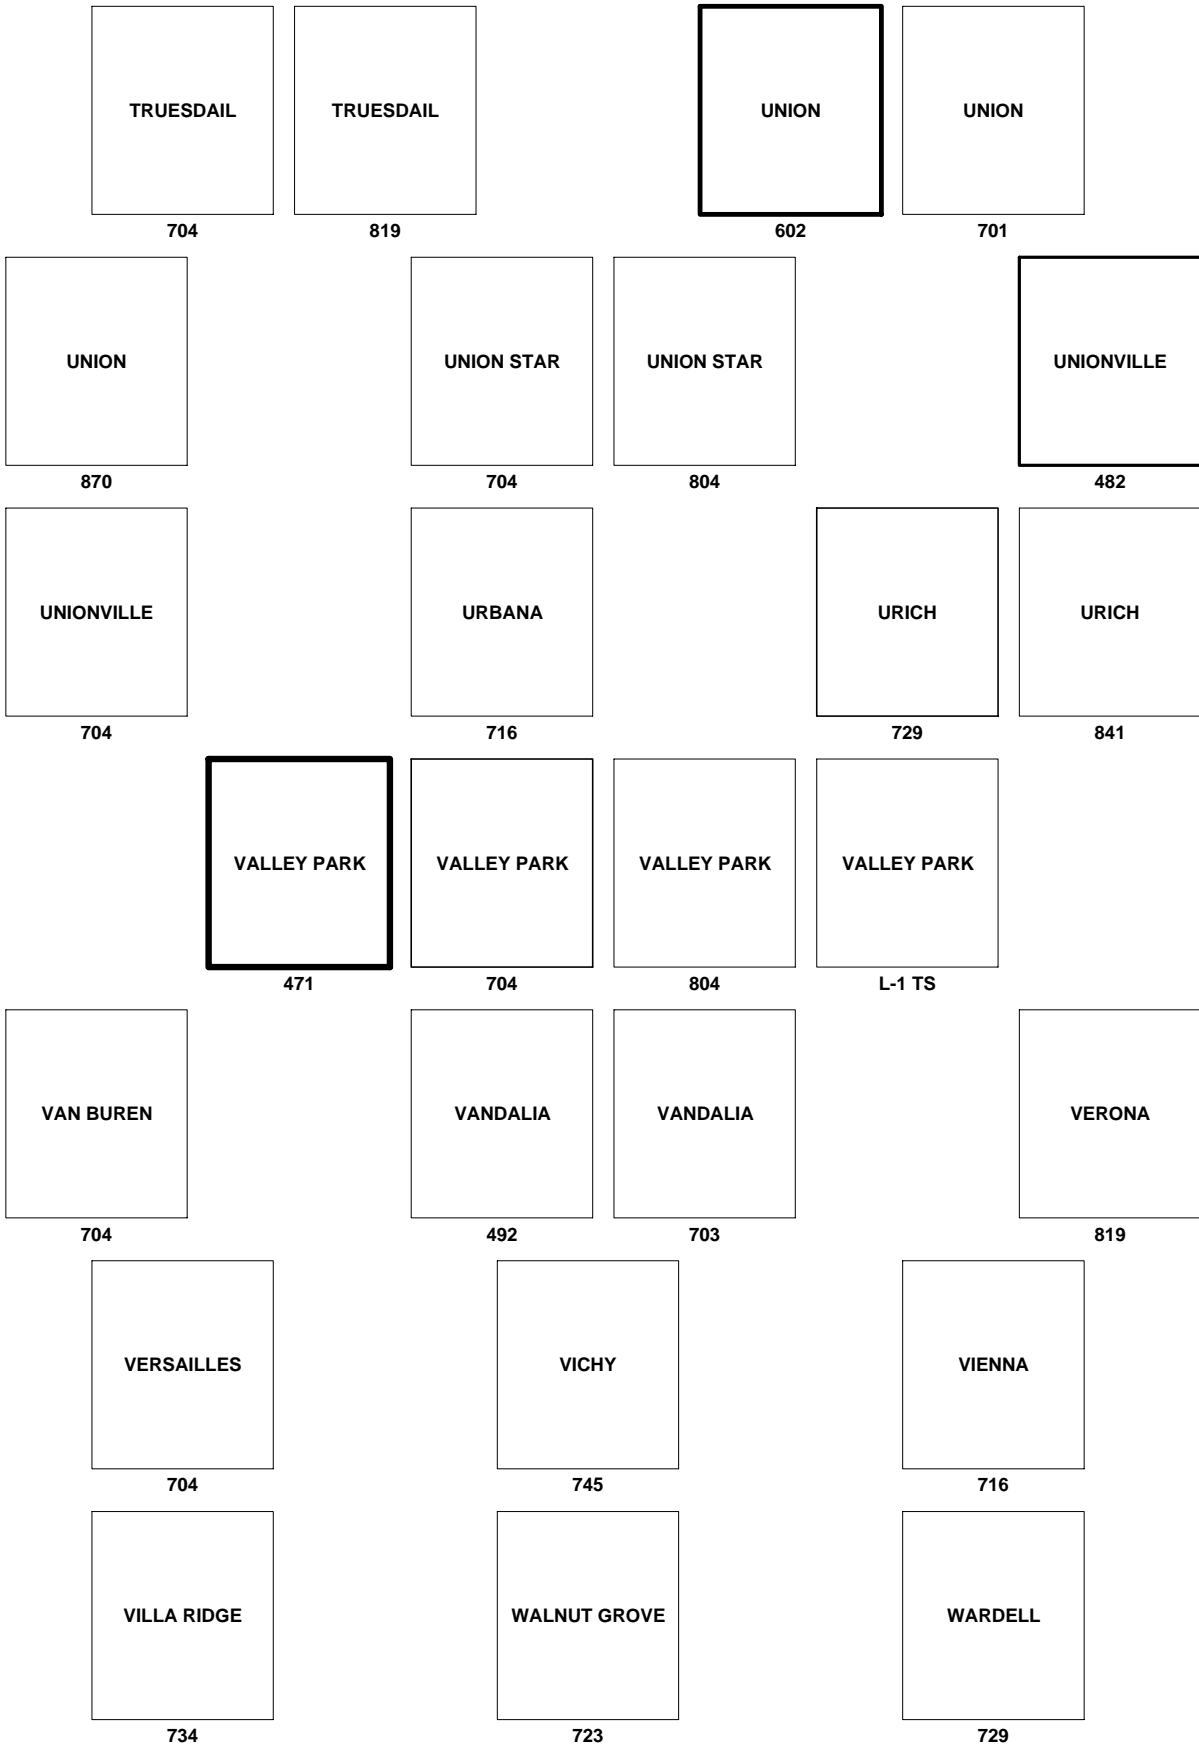 TRUESDAIL TRUESDAIL UNION UNION
704 819 602 701
UNION UNION STAR UNION STAR UNIONVILLE
870 704 804 482
UNIONVILLE URBANA URICH URICH
704 716 729 841
VALLEY PARK VALLEY PARK VALLEY PARK VALLEY PARK
471 704 804 L-1 TS
VAN BUREN VANDALIA VANDALIA VERONA
704 492 703 819
VERSAILLES VICHY VIENNA
704 745 716
VILLA RIDGE WALNUT GROVE WARDELL
734 723 729